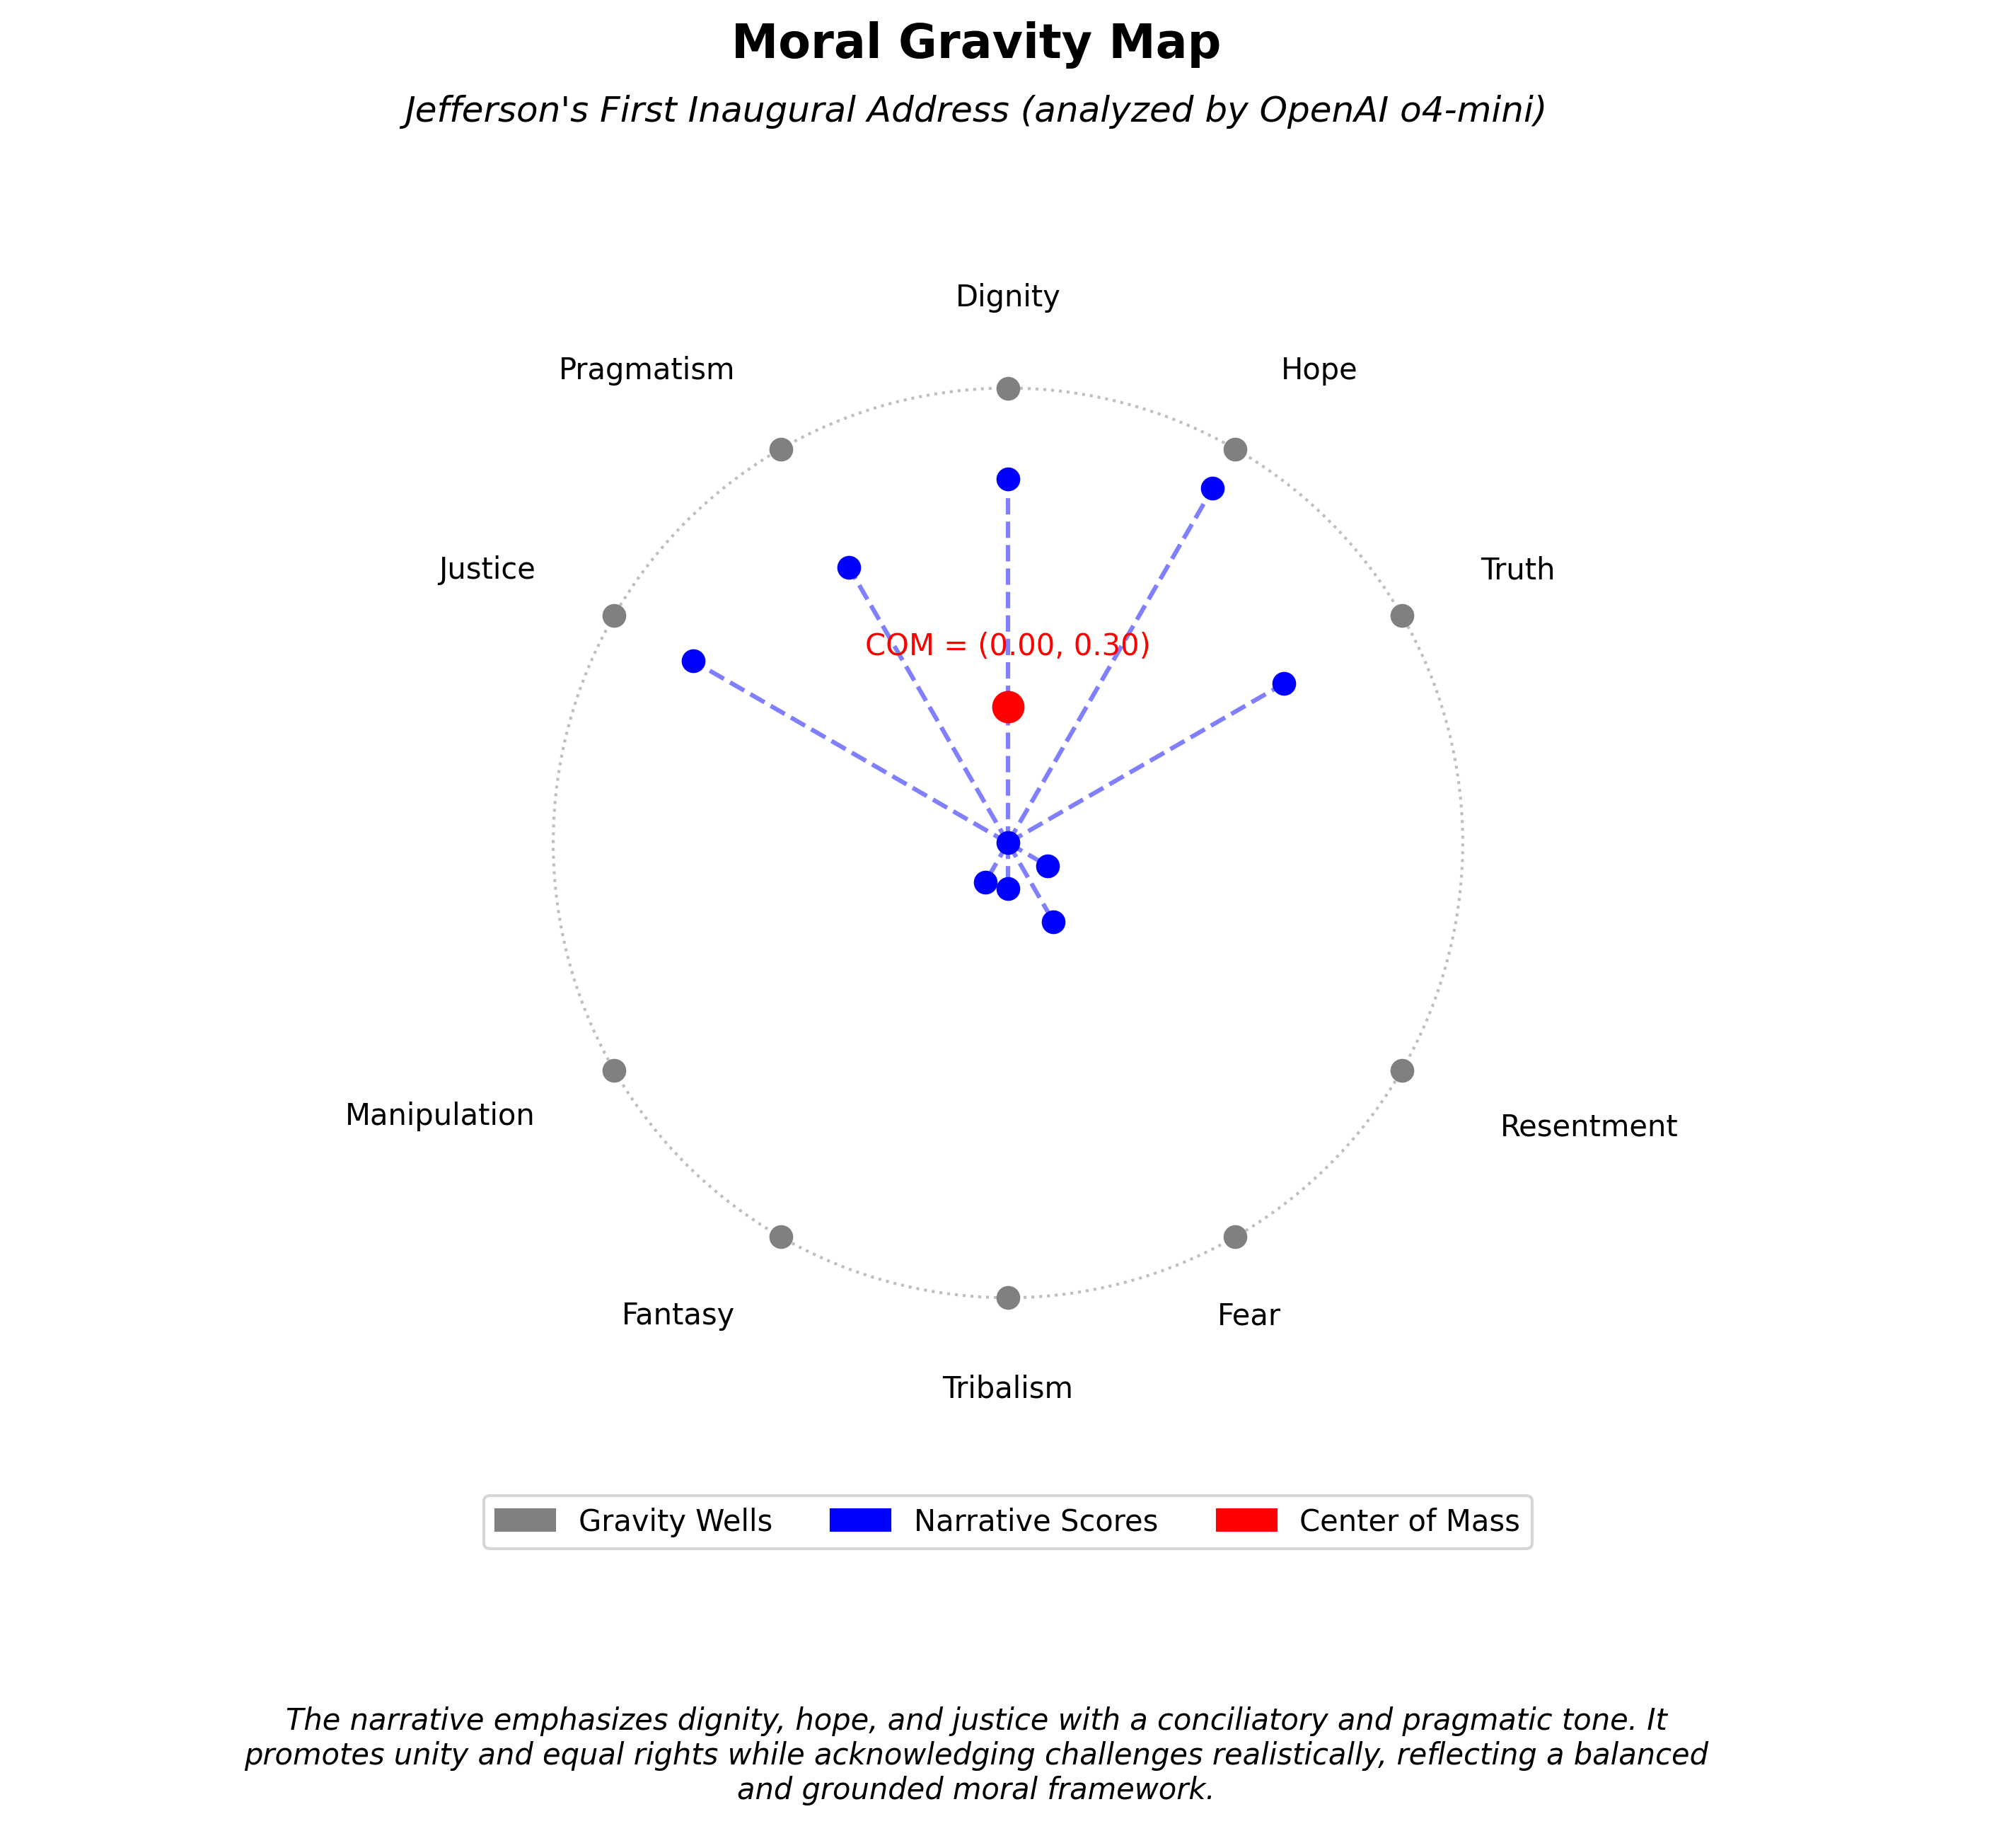 Moral Gravity Map
Jefferson's First Inaugural Address (analyzed by OpenAI o4-mini)
Dignity
Pragmatism
Hope
Justice
Truth
COM = (0.00, 0.30)
Manipulation
Resentment
Fantasy
Fear
Tribalism
Gravity Wells
Narrative Scores
Center of Mass
The narrative emphasizes dignity, hope, and justice with a conciliatory and pragmatic tone. It
promotes unity and equal rights while acknowledging challenges realistically, reflecting a balanced
and grounded moral framework.